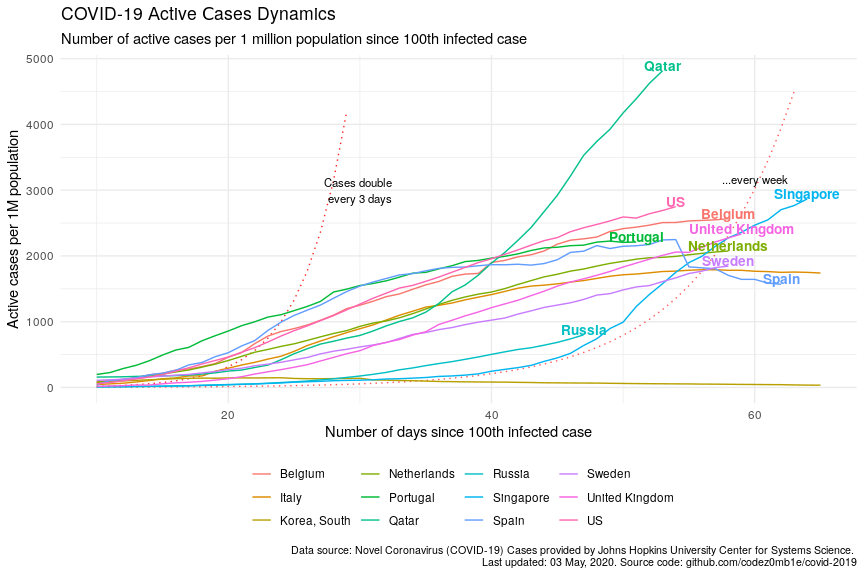 COVID-19 Active Cases Dynamics
Number of active cases per 1 million population since 100th infected case
Active cases per 1M population
5000
4000
3000
2000
1000
0
Qatar
Cases double
every 3 days
...every week
Singapore
US
Belgium
United Kingdom
Portugal
Netherlands
Sweden
Spain
Russia
20 40 60
Number of days since 100th infected case
Belgium Netherlands Russia Sweden
Italy Portugal Singapore United Kingdom
Korea, South Qatar Spain US
Data source: Novel Coronavirus (COVID-19) Cases provided by Johns Hopkins University Center for Systems Science.
Last updated: 03 May, 2020. Source code: github.com/codez0mb1e/covid-2019